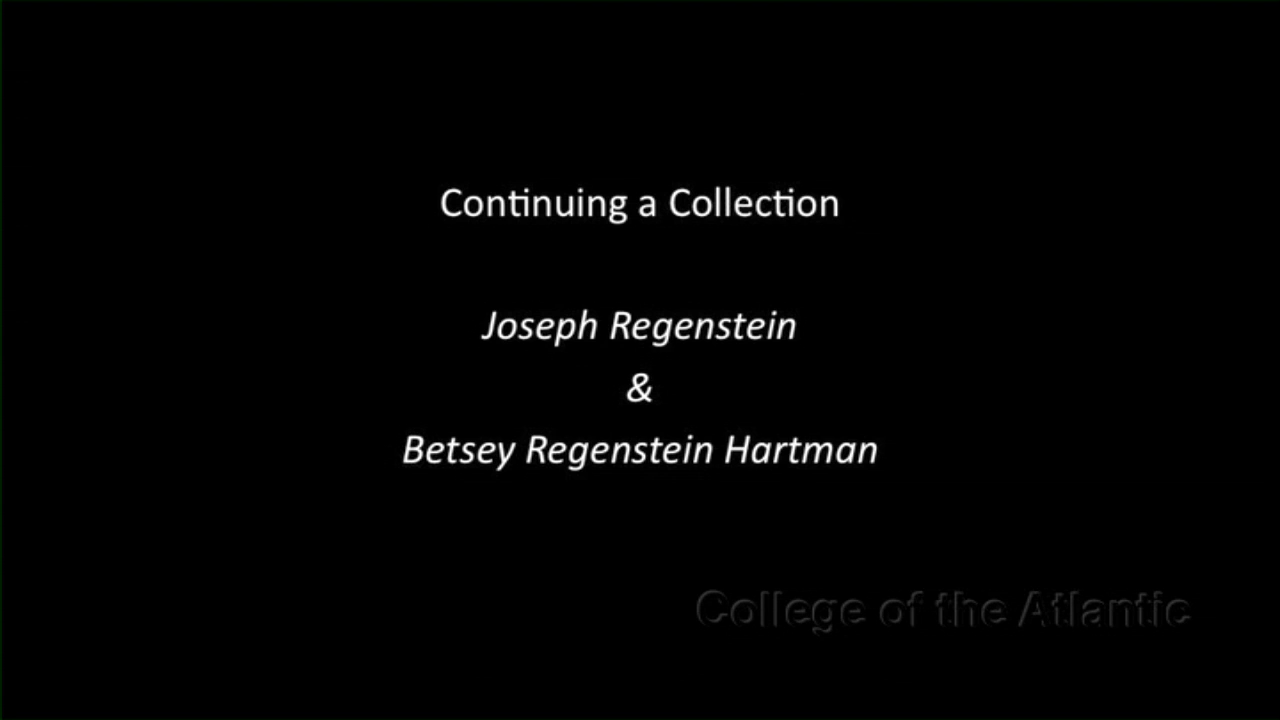 Continuing a Collection
Joseph Regenstein
&
Betsey Regenstein Hartman
College of the Atlantic